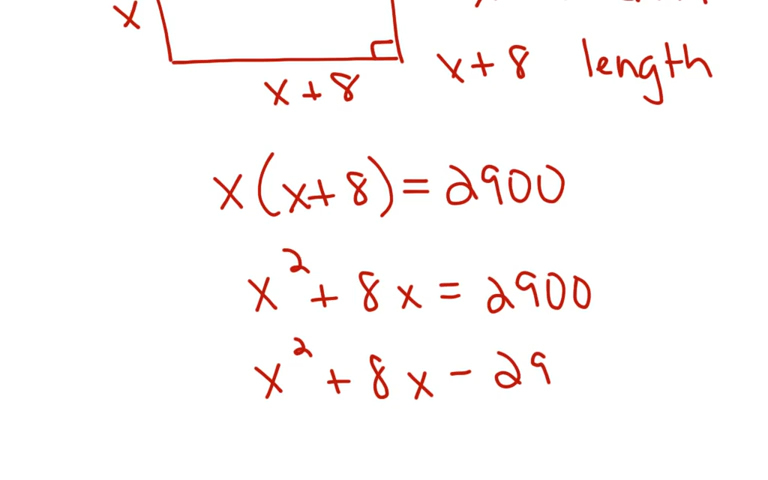 x
x + 8
x + 8 length
x(x+8) = 2900
x² + 8x = 2900
x² + 8x - 29